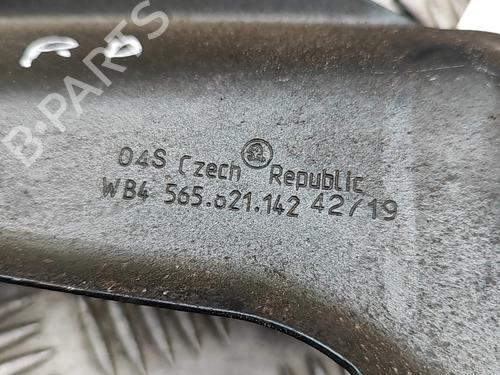 04S Czech Republic
WB4 565.621.142 42/19
B-PARTS